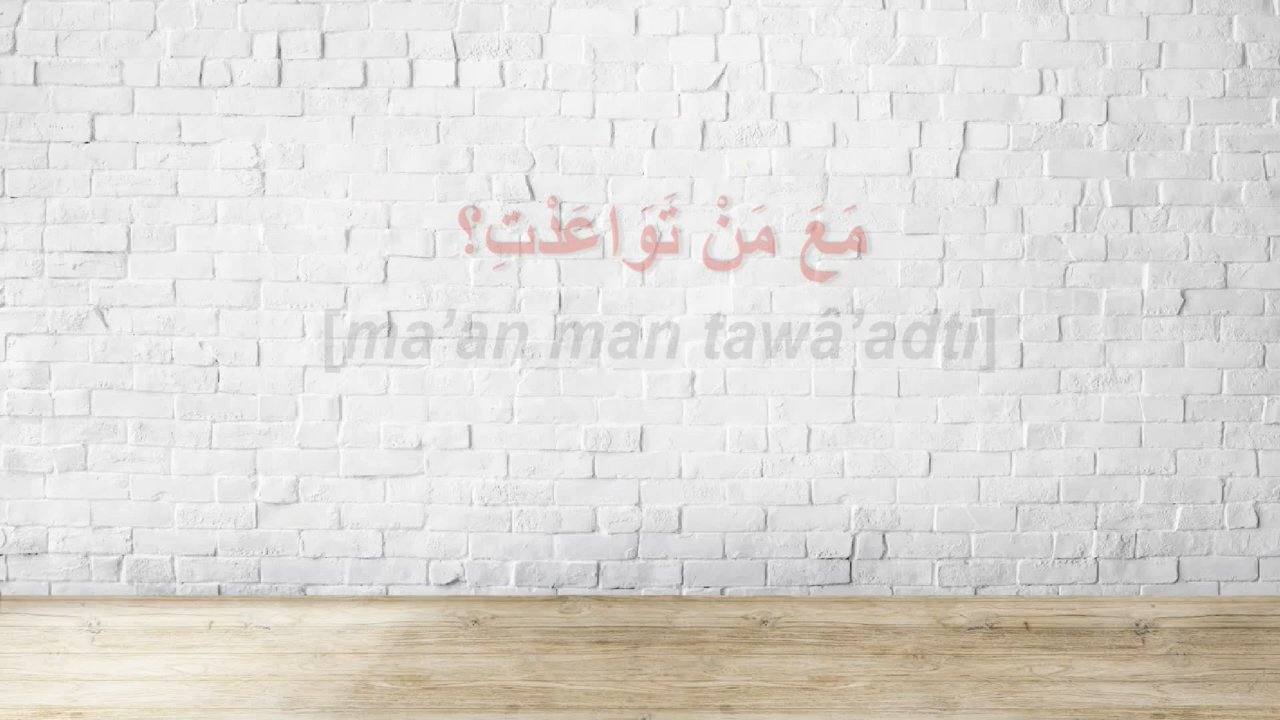 مَعَ مَنْ تَوَاعَدْتِ؟
[ma’an man tawâ’adti]